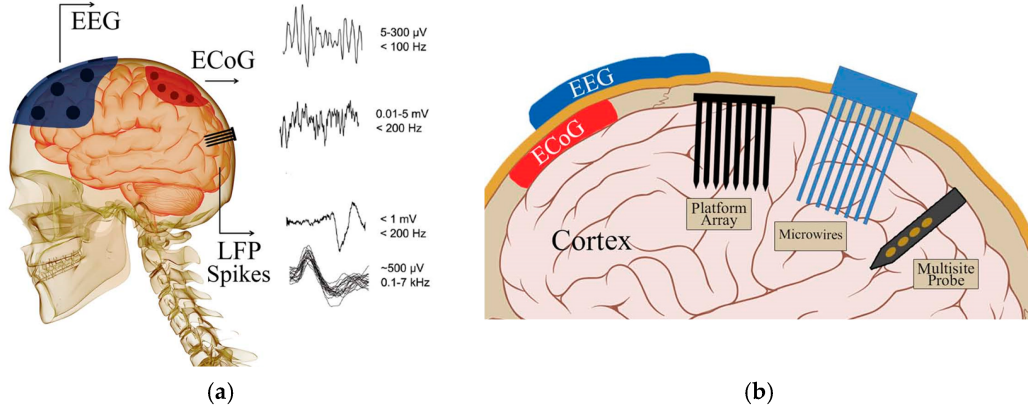 EEG
ECoG
5-300 µV
< 100 Hz
0.01-5 mV
< 200 Hz
< 1 mV
< 200 Hz
LFP
Spikes
~500 µV
0.1-7 kHz
(a)
EEG
ECoG
Cortex
Platform
Array
Microwires
Multisite
Probe
(b)